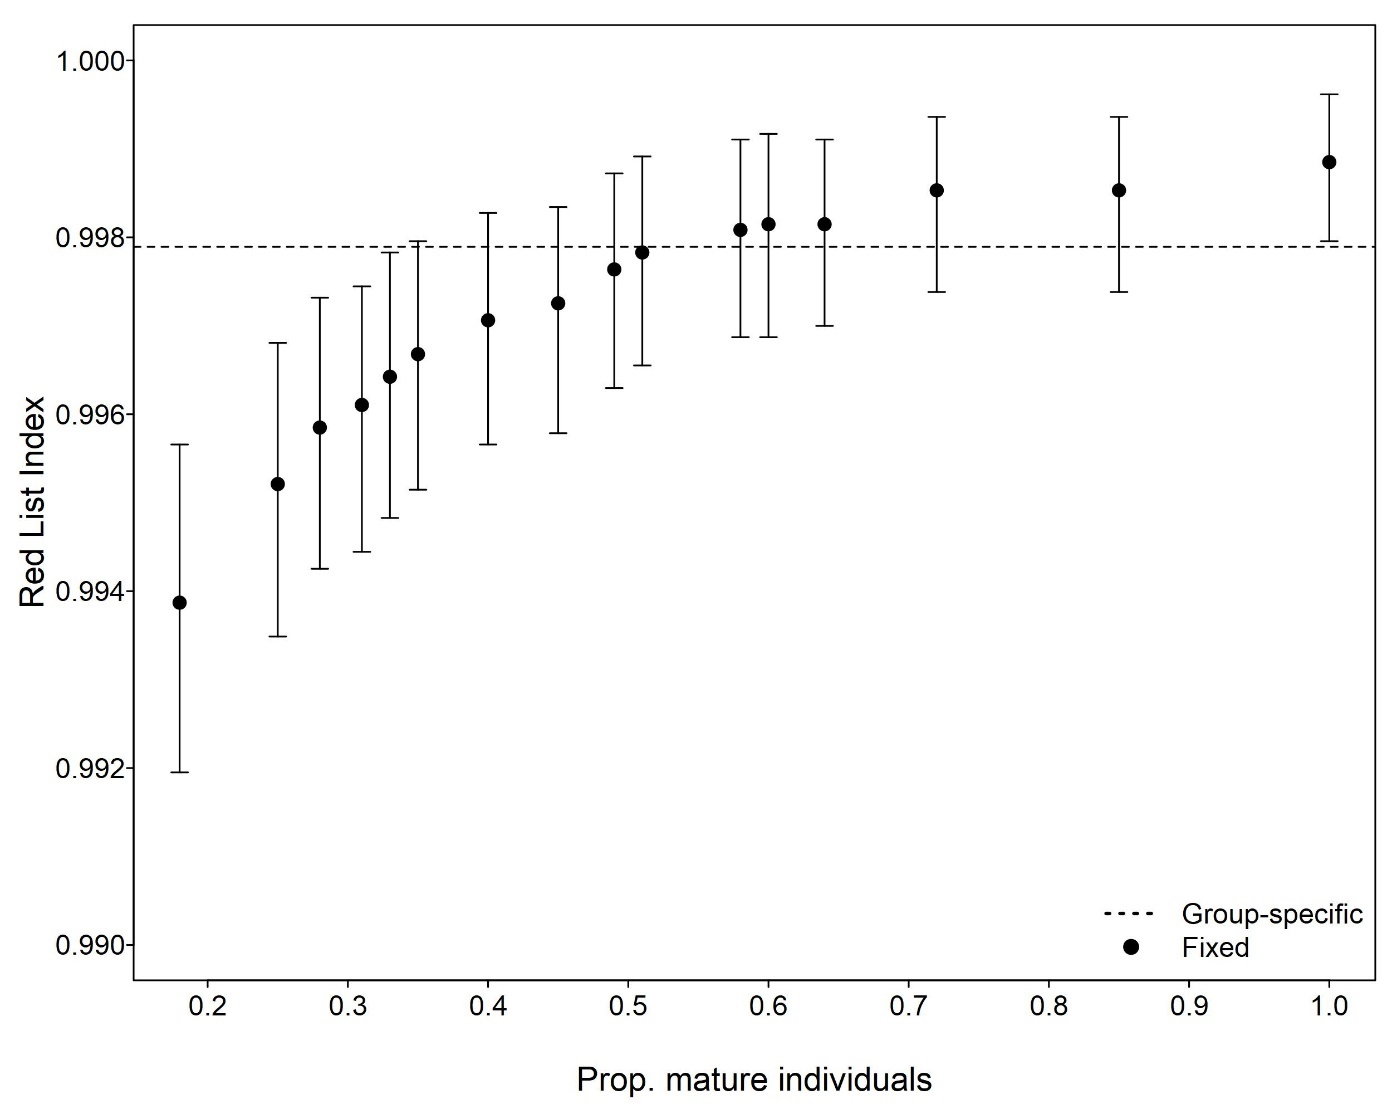 Red List Index
1.000
0.998
0.996
0.994
0.992
0.990
Group-specific
Fixed
0.2 0.3 0.4 0.5 0.6 0.7 0.8 0.9 1.0
Prop. mature individuals